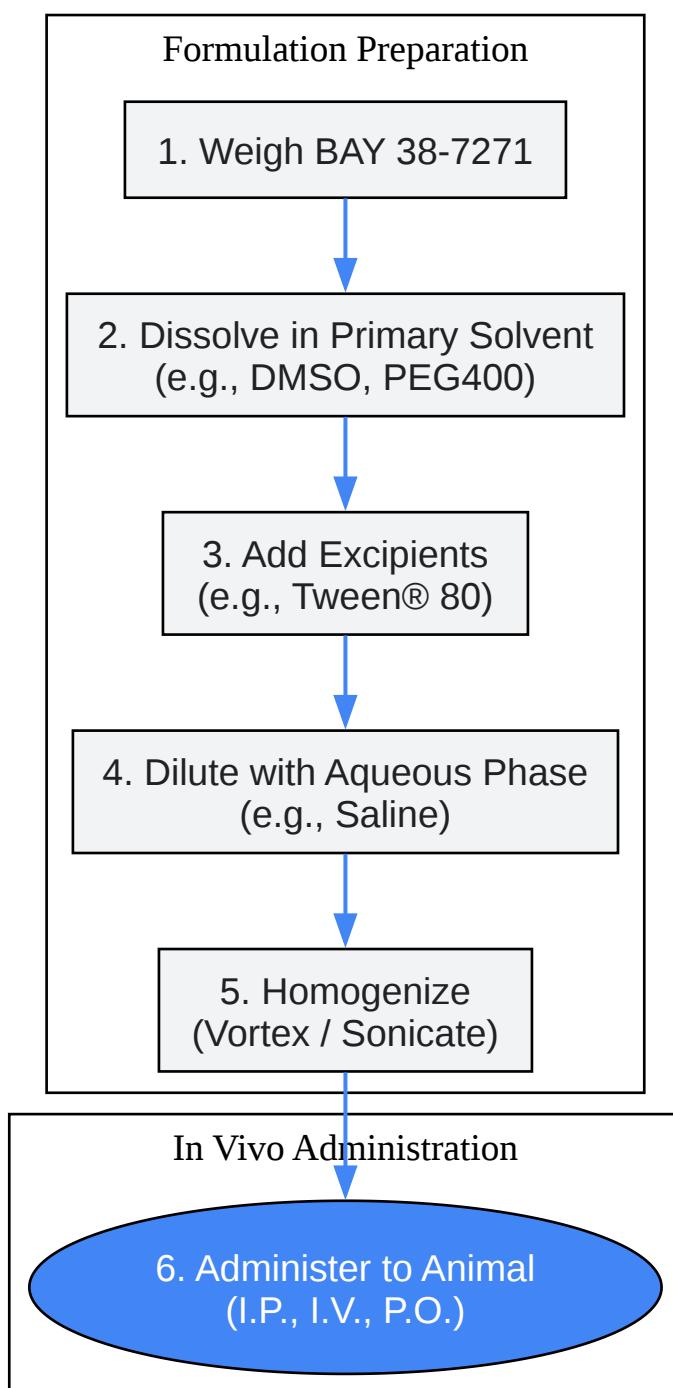 Formulation Preparation
1. Weigh BAY 38-7271
2. Dissolve in Primary Solvent
(e.g., DMSO, PEG400)
3. Add Excipients
(e.g., Tween® 80)
4. Dilute with Aqueous Phase
(e.g., Saline)
5. Homogenize
(Vortex / Sonicate)
In Vivo Administration
6. Administer to Animal
(I.P., I.V., P.O.)